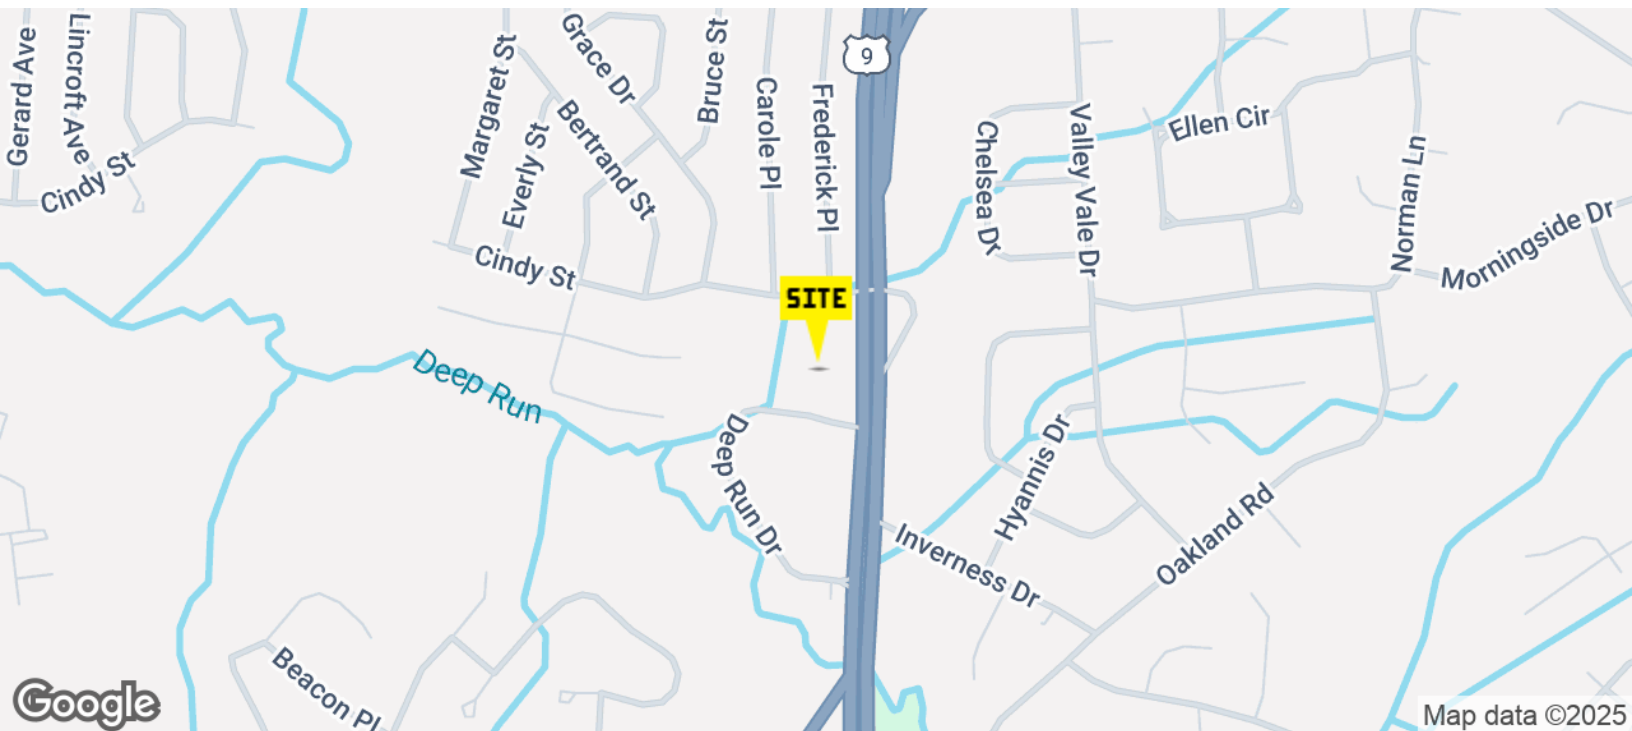 Gerard Ave
Lincroft Ave
Cindy St
Margaret St
Everly St
Grace Dr
Bertrand St
Bruce St
Carole Pl
Frederick Pl
9
Chelsea Dr
Valley Vale Dr
Ellen Cir
Norman Ln
Morningside Dr
Cindy St
SITE
Deep Run
Deep Run Dr
Hyannis Dr
Inverness Dr
Oakland Rd
Beacon Pl
Google
Map data ©2025